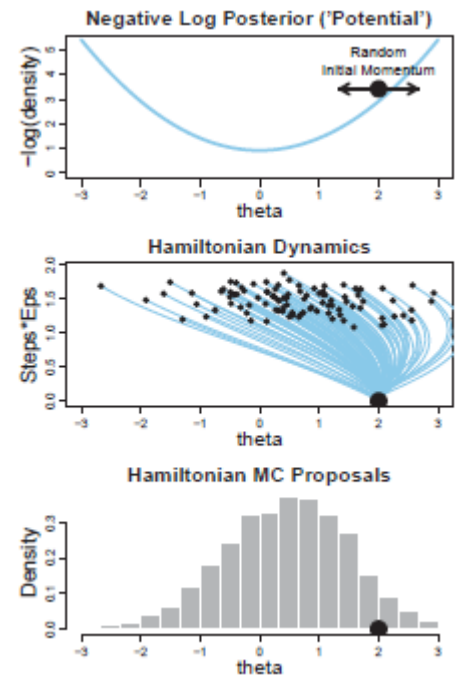 Negative Log Posterior ('Potential')
−log(density)
0 1 2 3 4 5
Random
Initial Momentum
−3 −2 −1 0 1 2 3
theta
Hamiltonian Dynamics
Steps*Eps
0.0 0.5 1.0 1.5 2.0
−3 −2 −1 0 1 2 3
theta
Hamiltonian MC Proposals
Density
0.0 0.1 0.2 0.3
−3 −2 −1 0 1 2 3
theta